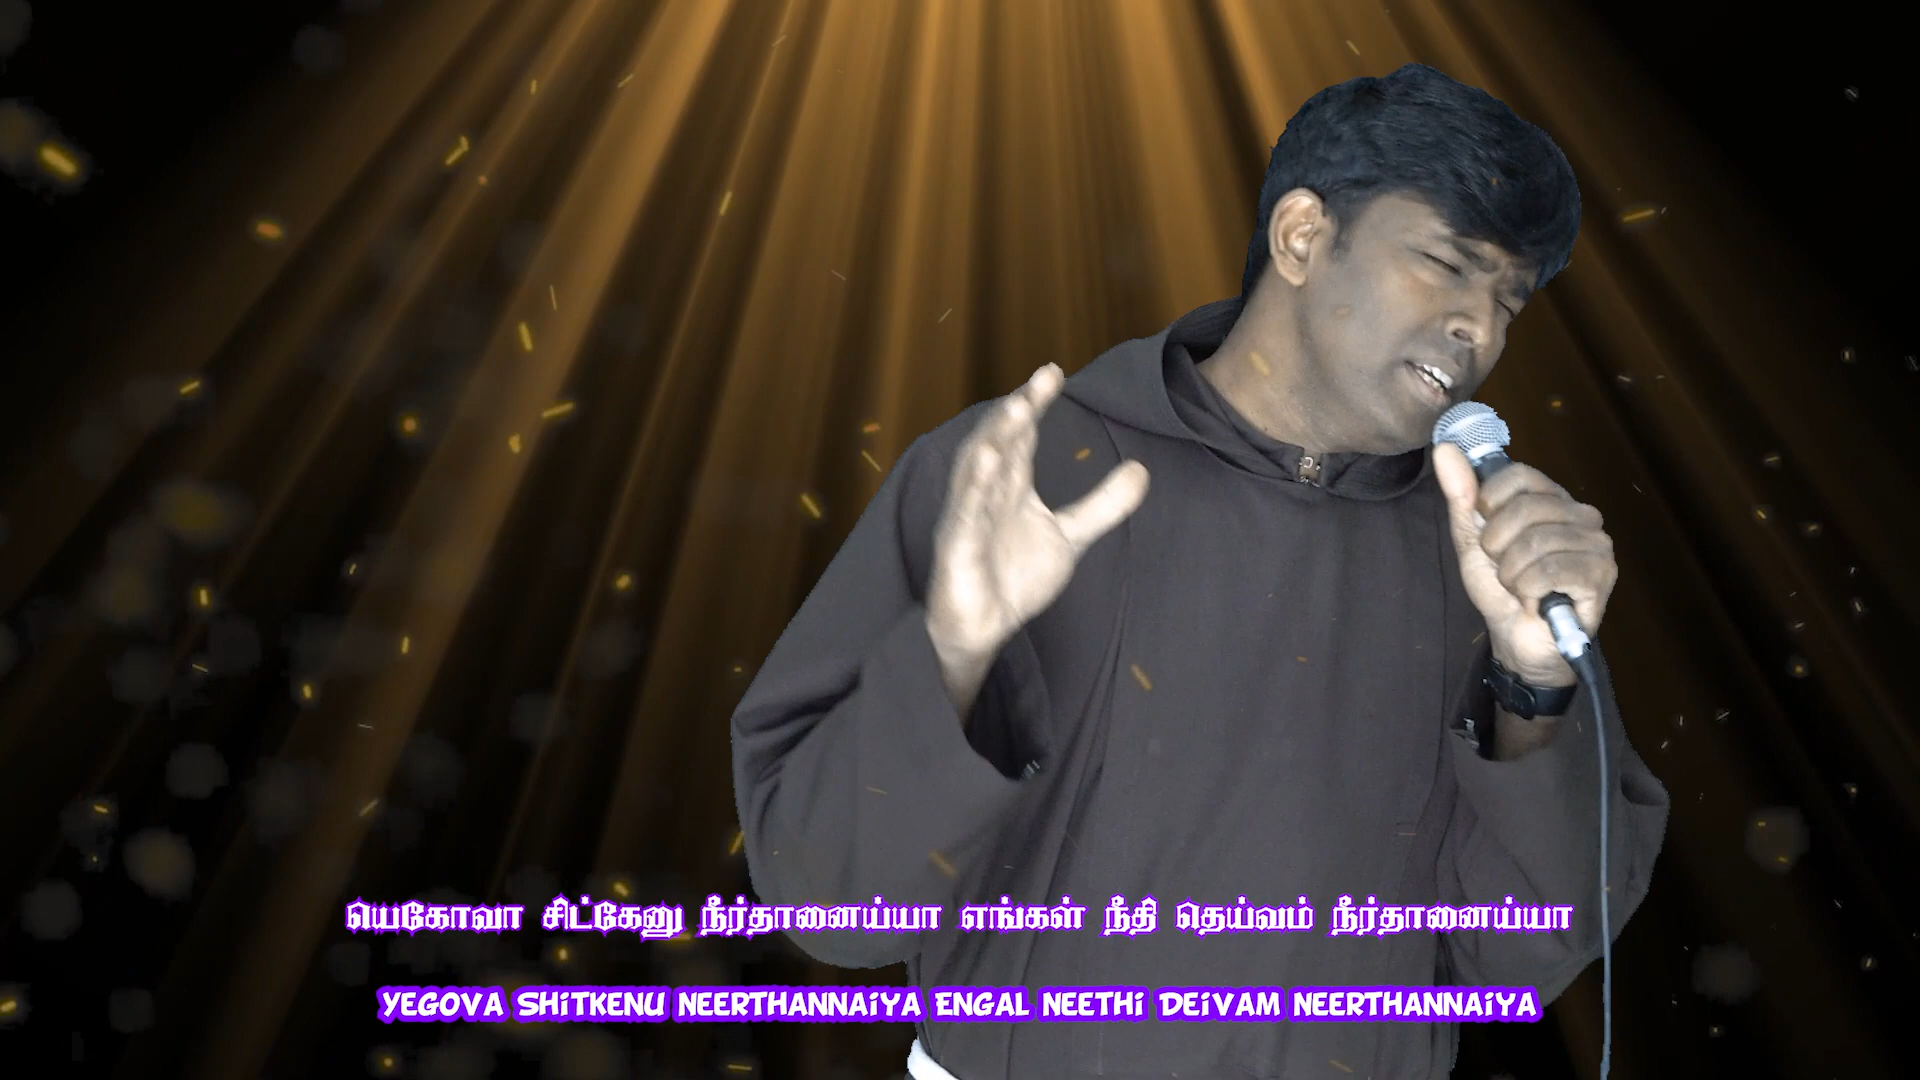 யெகோவா சிட்கேனு நீர்தானைய்யா எங்கள் நீதி தெய்வம் நீர்தானைய்யா
YEGOVA SHITKENU NEERTHANNAIYA ENGAL NEETHI DEIVAM NEERTHANNAIYA